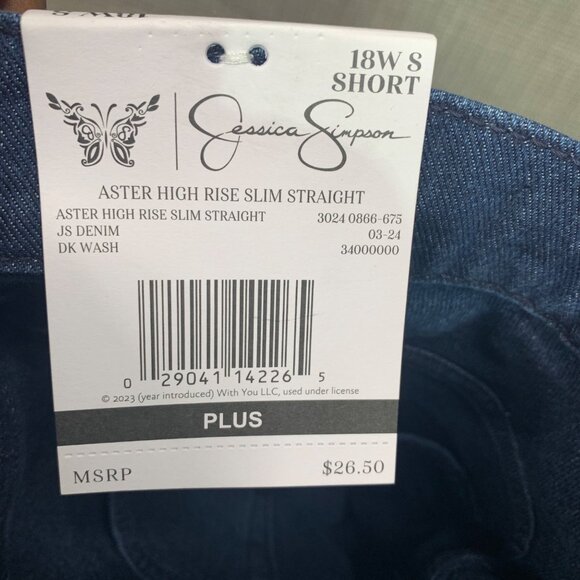 18W S
SHORT
Jessica Simpson
ASTER HIGH RISE SLIM STRAIGHT
ASTER HIGH RISE SLIM STRAIGHT 3024 0866-675
JS DENIM 03-24
DK WASH 34000000
0 29041 14226 5
© 2023 (year introduced) With You LLC, used under license
PLUS
MSRP $26.50